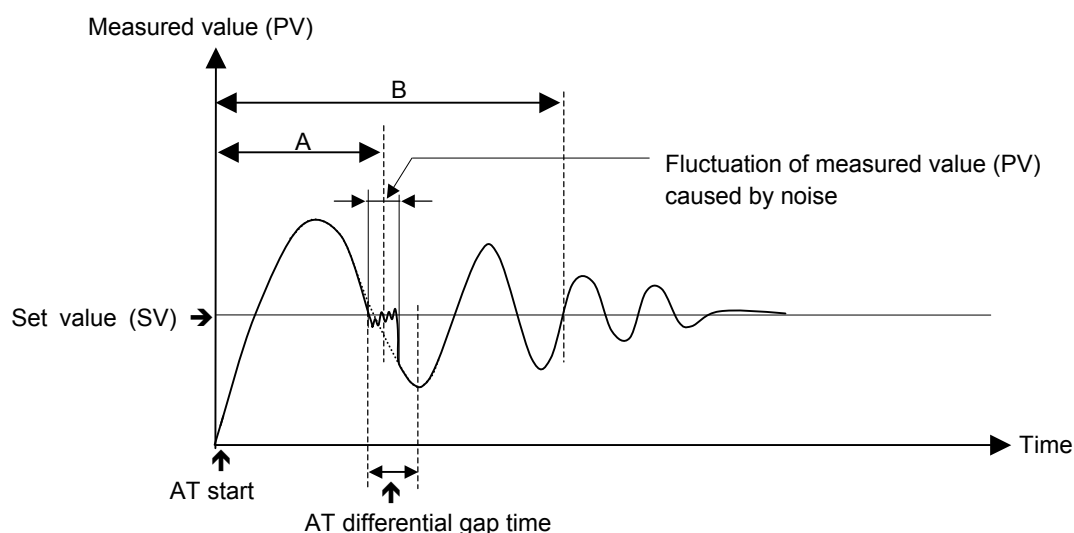 Measured value (PV)
B
A
Fluctuation of measured value (PV)
caused by noise
Set value (SV)
Time
AT start
AT differential gap time